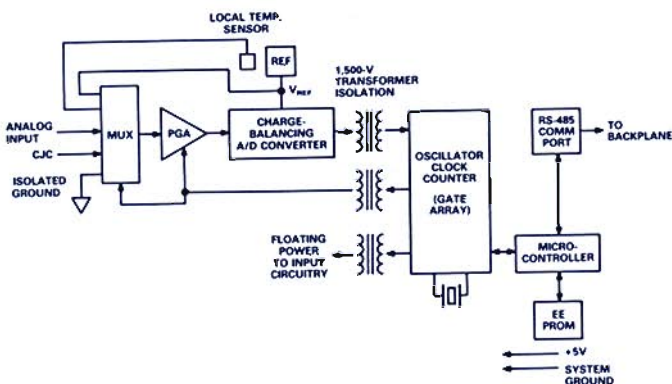 LOCAL TEMP.
SENSOR
REF
1,500-V
TRANSFORMER
ISOLATION
VREF
ANALOG
INPUT
CJC
ISOLATED
GROUND
MUX
PGA
CHARGE-
BALANCING
A/D CONVERTER
OSCILLATOR
CLOCK
COUNTER
(GATE
ARRAY)
RS-485
COMM
PORT
TO
BACKPLANE
FLOATING
POWER
TO INPUT
CIRCUITRY
MICRO-
CONTROLLER
EE
PROM
+5V
SYSTEM
GROUND